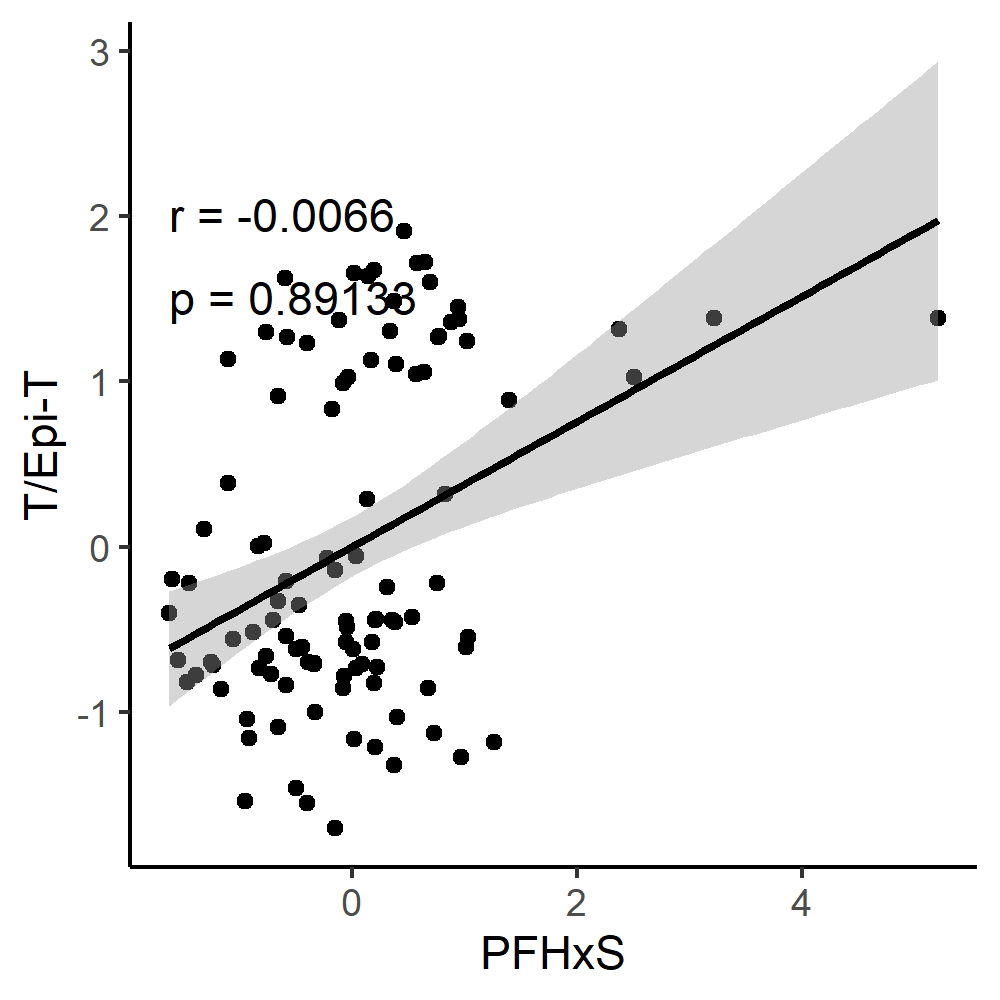 3
r = -0.0066
2
p = 0.89133
1
T/Epi-T
0
-1
0 2 4
PFHxS